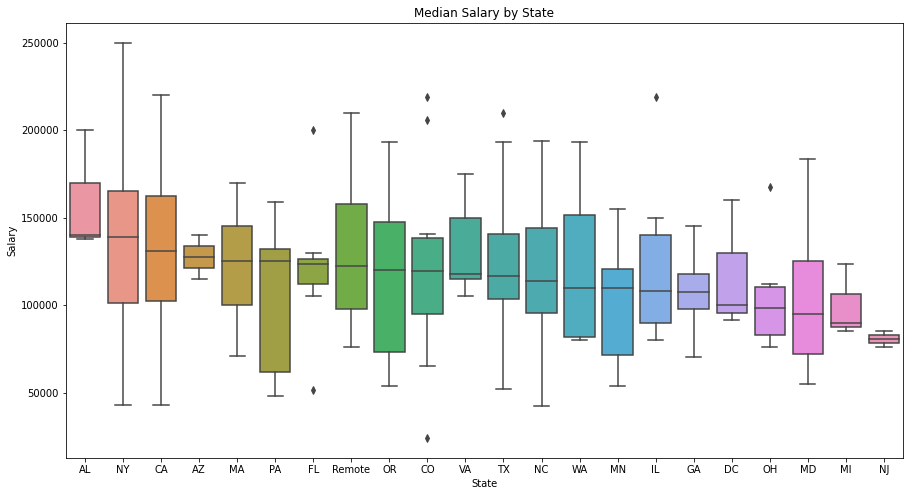 Median Salary by State
250000
200000
150000
100000
50000
Salary
AL NY CA AZ MA PA FL Remote OR CO VA TX NC WA MN IL GA DC OH MD MI NJ
State